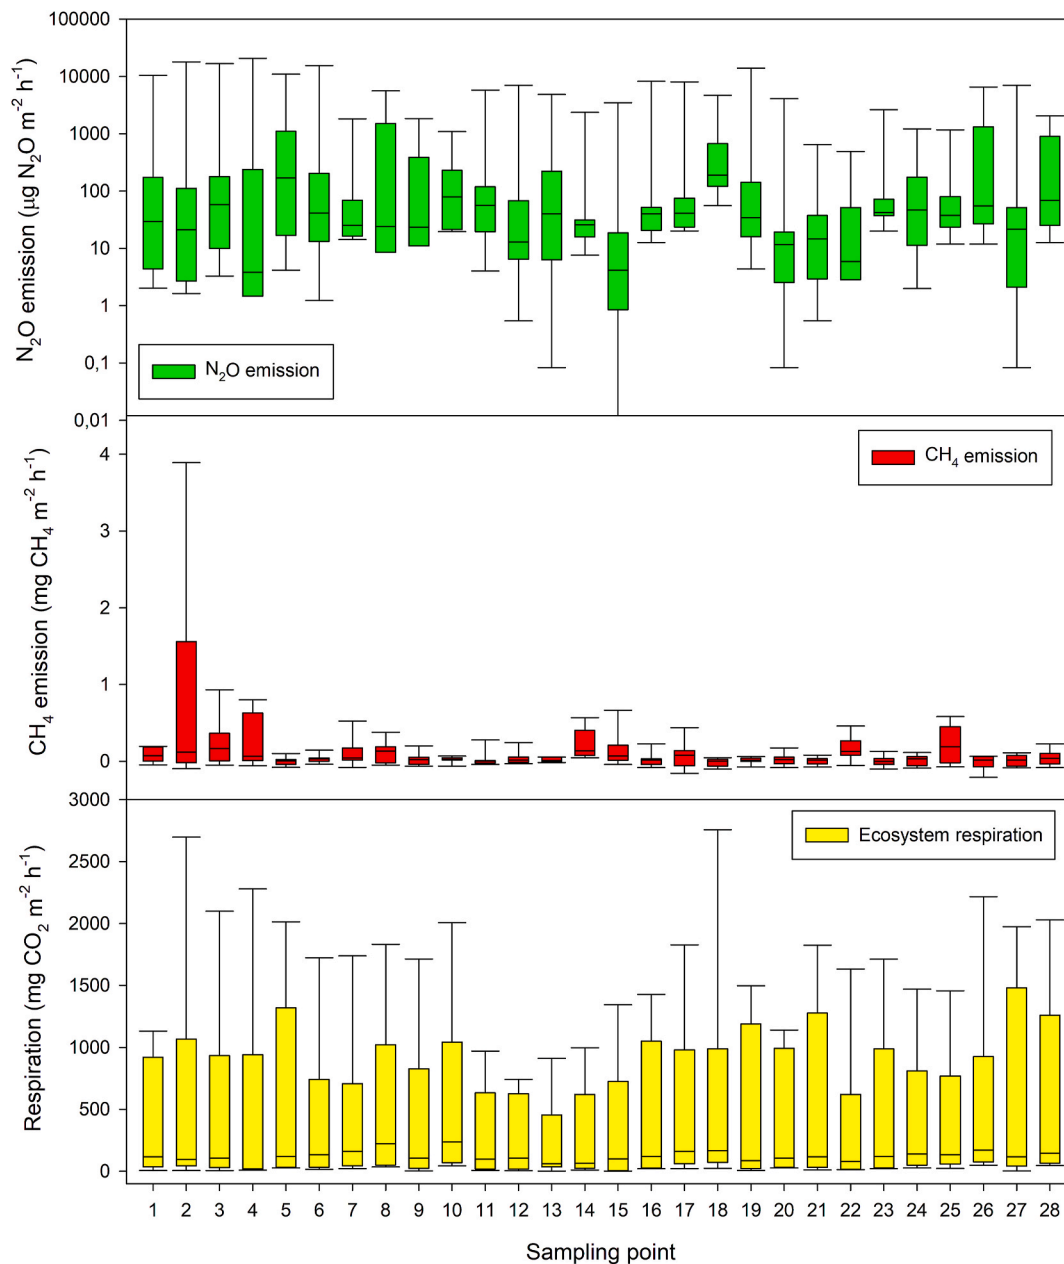 100000
10000
1000
100
10
1
0,1
0,01
N₂O emission (µg N₂O m⁻² h⁻¹)
N₂O emission
4
3
2
1
0
CH₄ emission (mg CH₄ m⁻² h⁻¹)
CH₄ emission
3000
2500
2000
1500
1000
500
0
Respiration (mg CO₂ m⁻² h⁻¹)
Ecosystem respiration
1 2 3 4 5 6 7 8 9 10 11 12 13 14 15 16 17 18 19 20 21 22 23 24 25 26 27 28
Sampling point